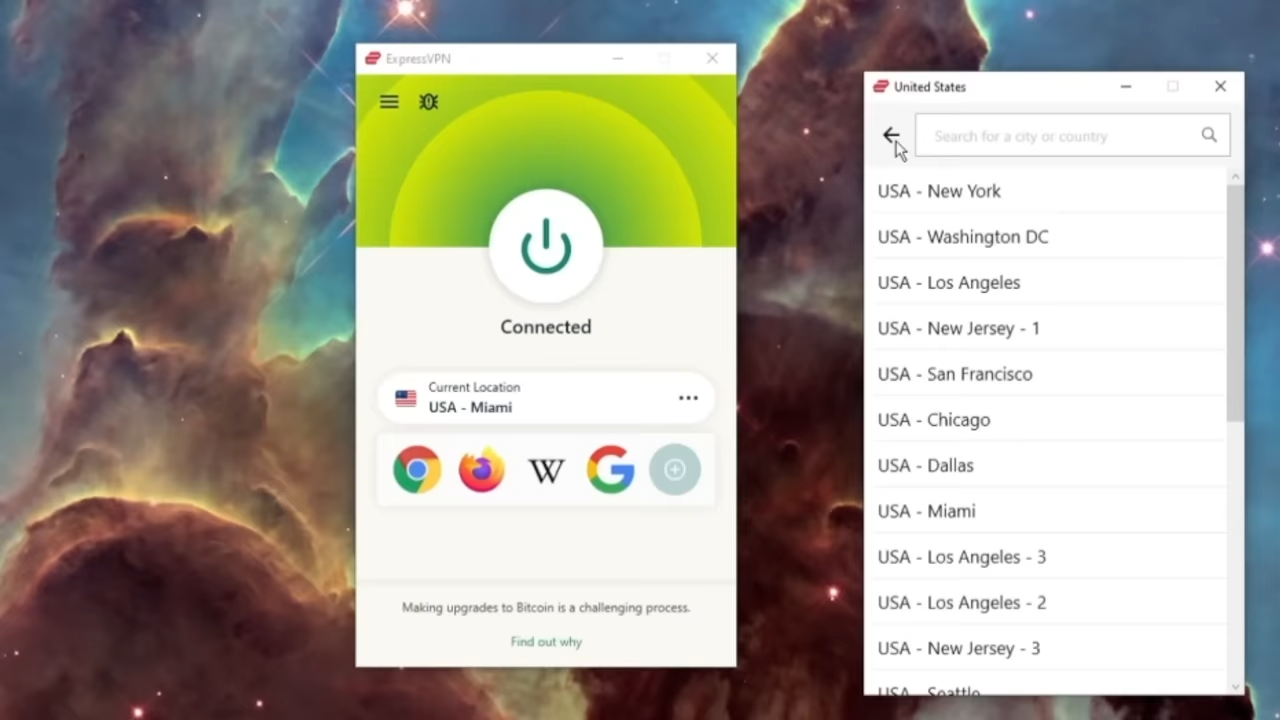 ExpressVPN
Connected
Current Location
USA - Miami
W
Making upgrades to Bitcoin is a challenging process.
Find out why
United States
Search for a city or country
USA - New York
USA - Washington DC
USA - Los Angeles
USA - New Jersey - 1
USA - San Francisco
USA - Chicago
USA - Dallas
USA - Miami
USA - Los Angeles - 3
USA - Los Angeles - 2
USA - New Jersey - 3
USA - Seattle